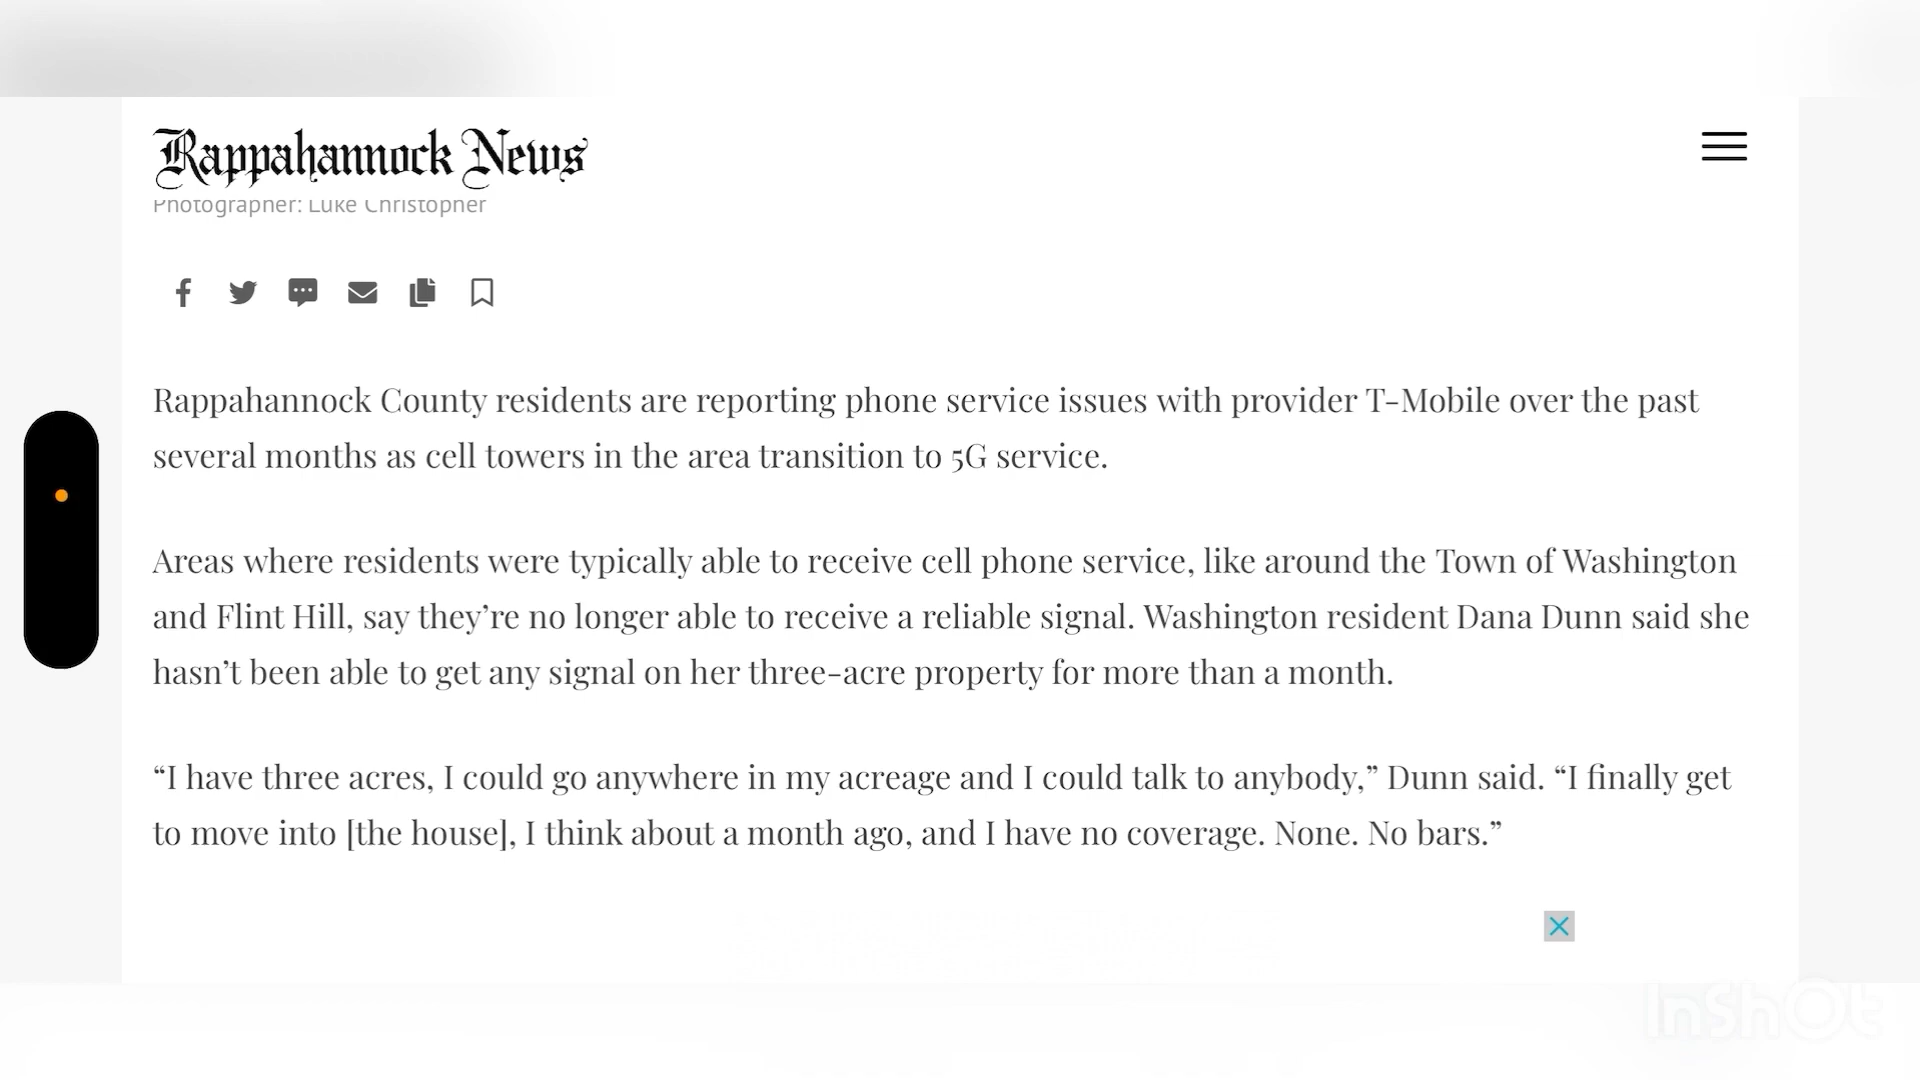 Rappahannock News
Photographer: Luke Christopher
Rappahannock County residents are reporting phone service issues with provider T-Mobile over the past
several months as cell towers in the area transition to 5G service.
Areas where residents were typically able to receive cell phone service, like around the Town of Washington
and Flint Hill, say they’re no longer able to receive a reliable signal. Washington resident Dana Dunn said she
hasn’t been able to get any signal on her three-acre property for more than a month.
“I have three acres, I could go anywhere in my acreage and I could talk to anybody,” Dunn said. “I finally get
to move into [the house], I think about a month ago, and I have no coverage. None. No bars.”
InShOt